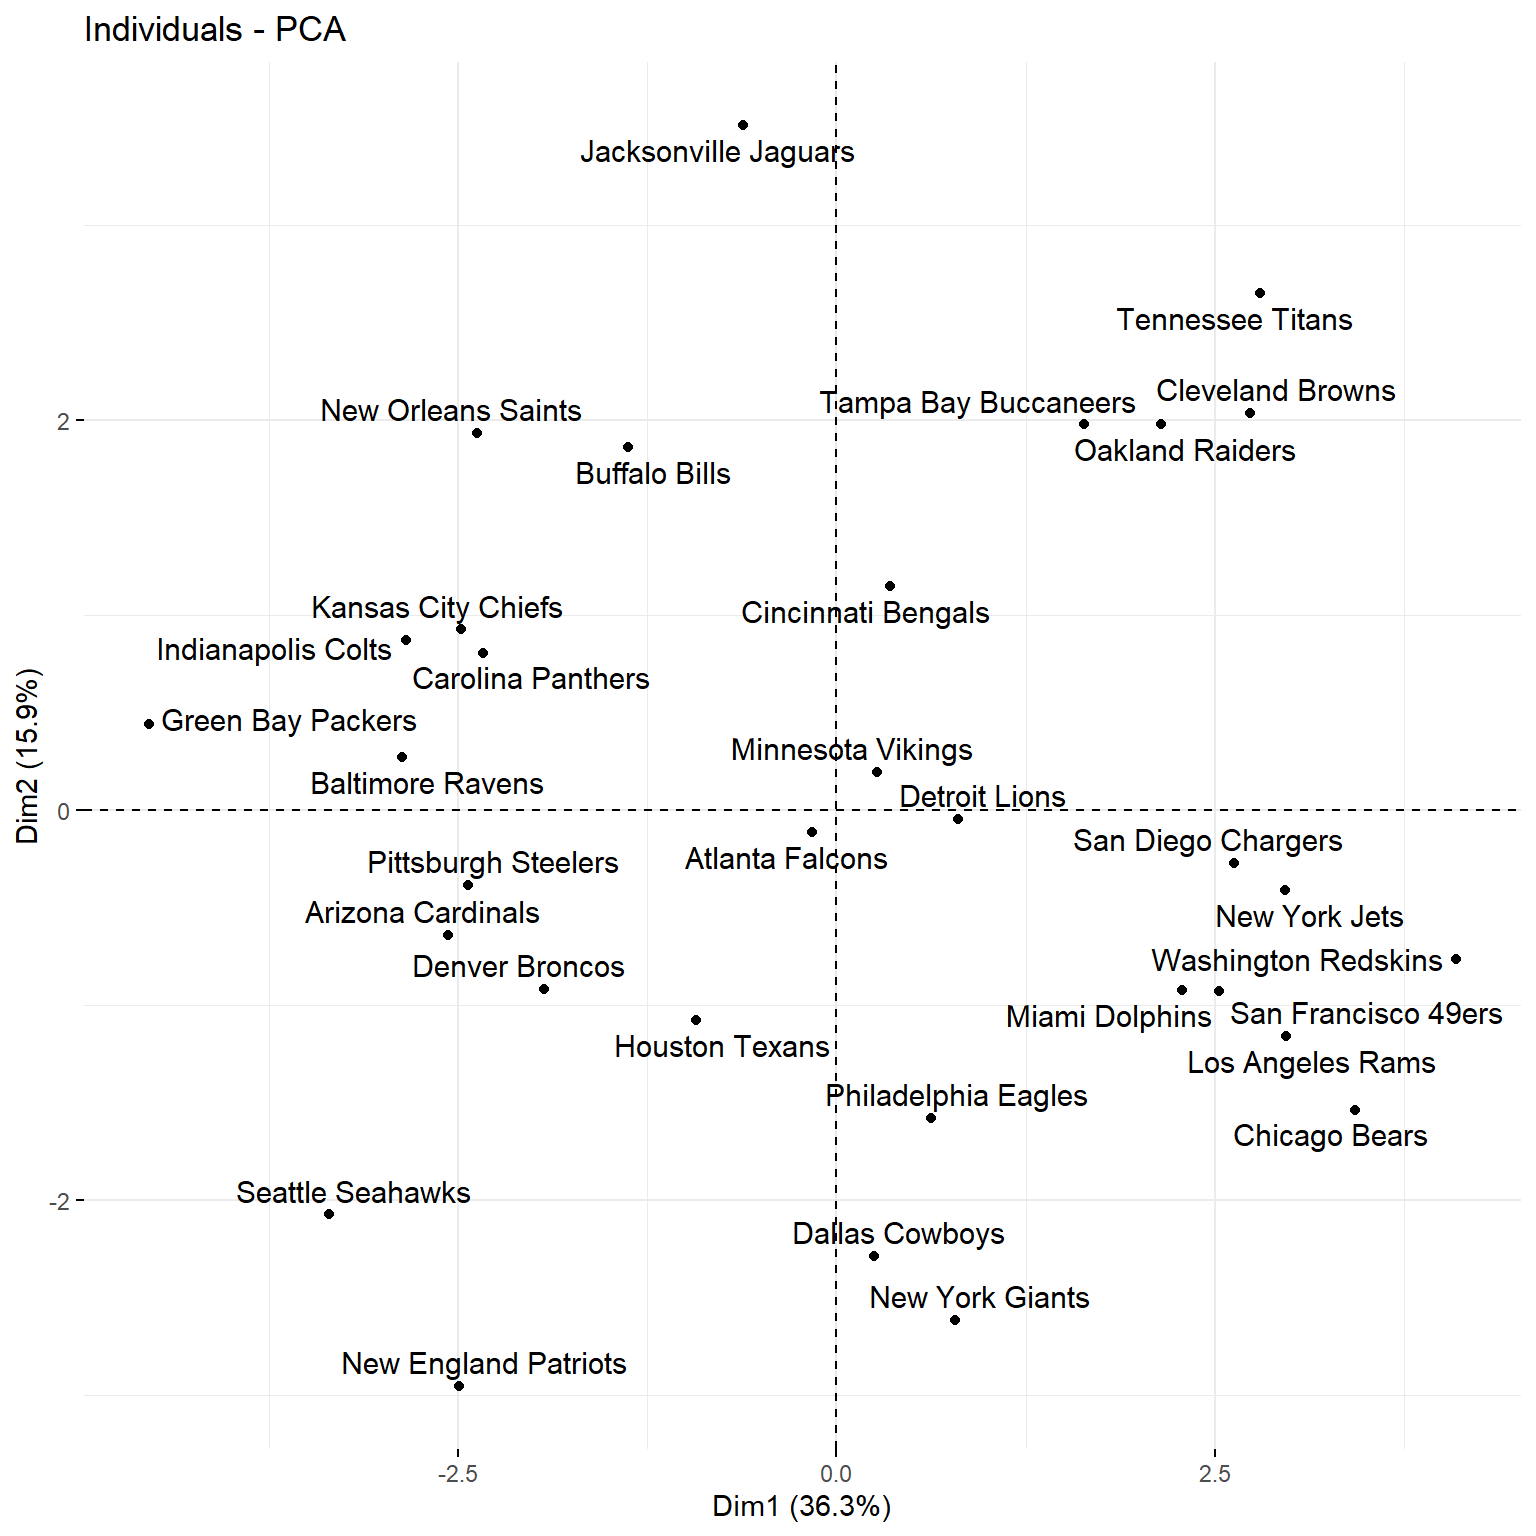 Individuals - PCA
Jacksonville Jaguars
Tennessee Titans
Cleveland Browns
Tampa Bay Buccaneers
New Orleans Saints
2
Oakland Raiders
Buffalo Bills
Kansas City Chiefs
Cincinnati Bengals
Indianapolis Colts
Carolina Panthers
Green Bay Packers
Minnesota Vikings
Dim2 (15.9%)
Baltimore Ravens
Detroit Lions
0
San Diego Chargers
Atlanta Falcons
Pittsburgh Steelers
Arizona Cardinals
New York Jets
Washington Redskins
Denver Broncos
San Francisco 49ers
Miami Dolphins
Houston Texans
Los Angeles Rams
Philadelphia Eagles
Chicago Bears
Seattle Seahawks
-2
Dallas Cowboys
New York Giants
New England Patriots
-2.5 0.0 2.5
Dim1 (36.3%)